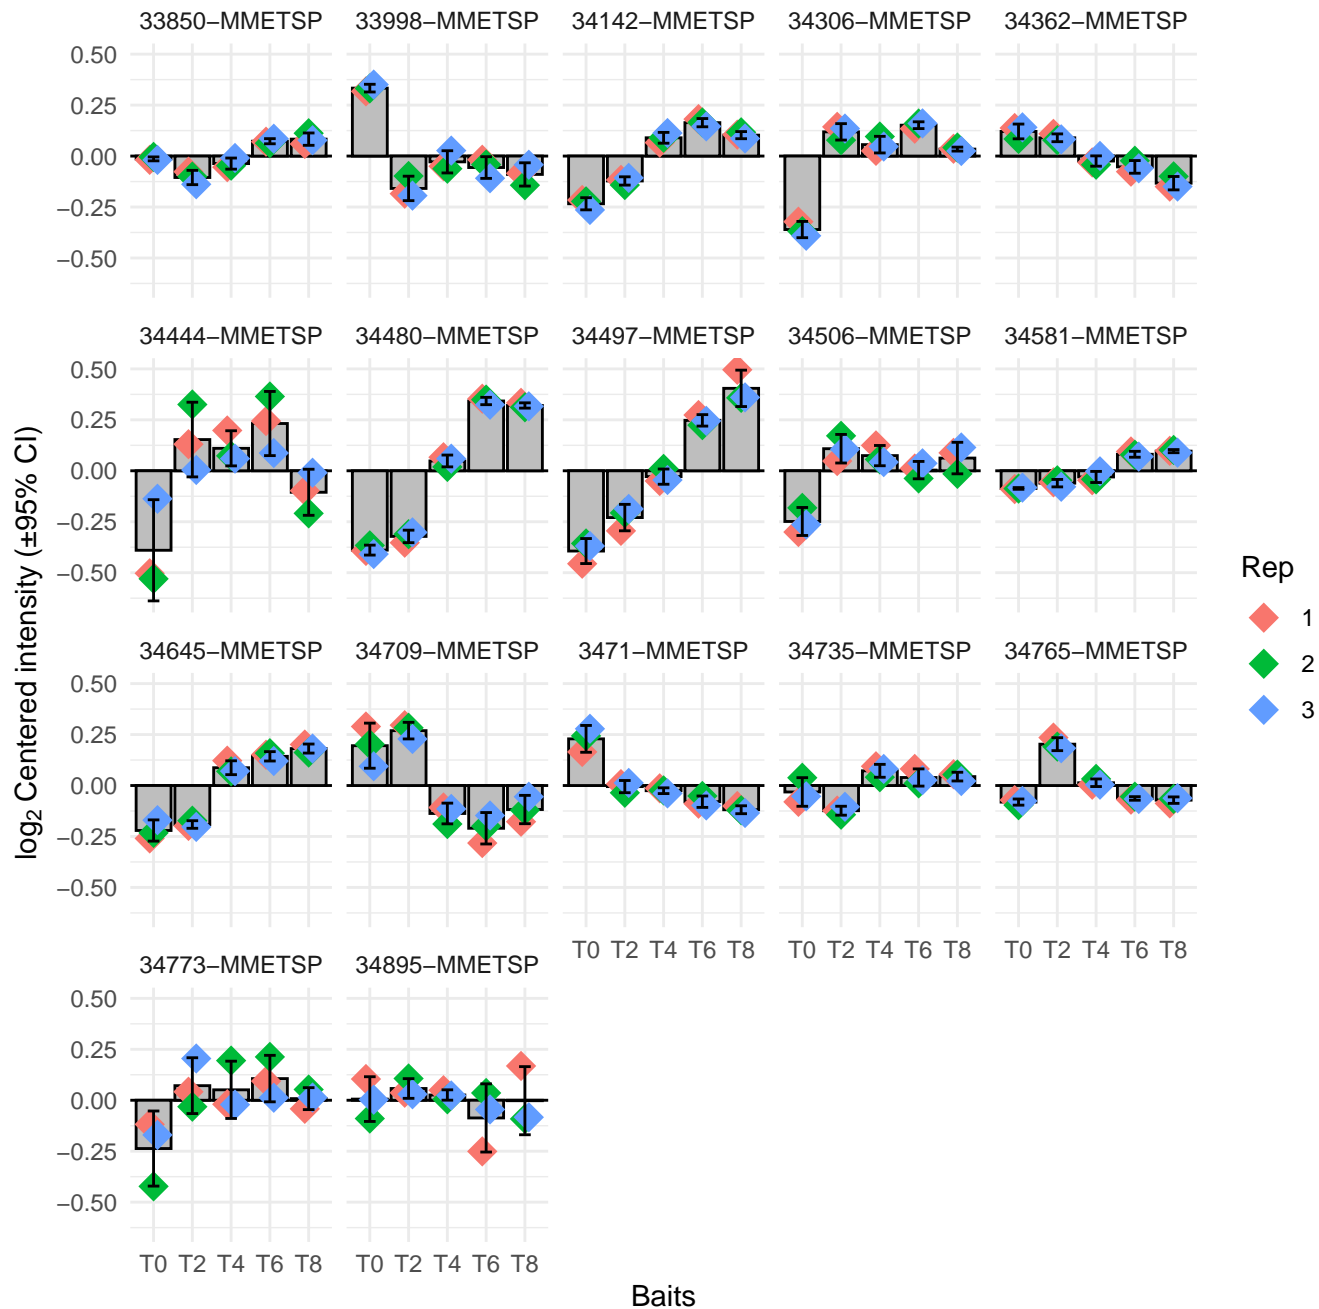 33850−MMETSP 33998−MMETSP 34142−MMETSP 34306−MMETSP 34362−MMETSP
0.50
0.25
0.00
−0.25
−0.50
34444−MMETSP 34480−MMETSP 34497−MMETSP 34506−MMETSP 34581−MMETSP
0.50
0.25
0.00
−0.25
−0.50
34645−MMETSP 34709−MMETSP 3471−MMETSP 34735−MMETSP 34765−MMETSP
0.50
0.25
0.00
−0.25
−0.50
T0 T2 T4 T6 T8 T0 T2 T4 T6 T8 T0 T2 T4 T6 T8
34773−MMETSP 34895−MMETSP
0.50
0.25
0.00
−0.25
−0.50
T0 T2 T4 T6 T8 T0 T2 T4 T6 T8
Baits
log₂ Centered intensity (±95% CI)
Rep
1
2
3